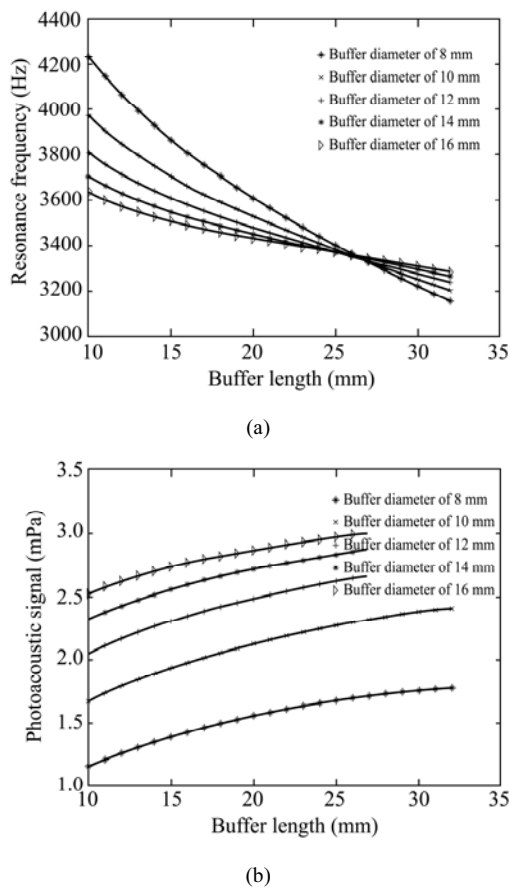 4400
4200
4000
3800
3600
3400
3200
3000
Resonance frequency (Hz)
Buffer diameter of 8 mm
Buffer diameter of 10 mm
Buffer diameter of 12 mm
Buffer diameter of 14 mm
Buffer diameter of 16 mm
10 15 20 25 30 35
Buffer length (mm)
(a)
3.5
3.0
2.5
2.0
1.5
1.0
Photoacoustic signal (mPa)
Buffer diameter of 8 mm
Buffer diameter of 10 mm
Buffer diameter of 12 mm
Buffer diameter of 14 mm
Buffer diameter of 16 mm
10 15 20 25 30 35
Buffer length (mm)
(b)